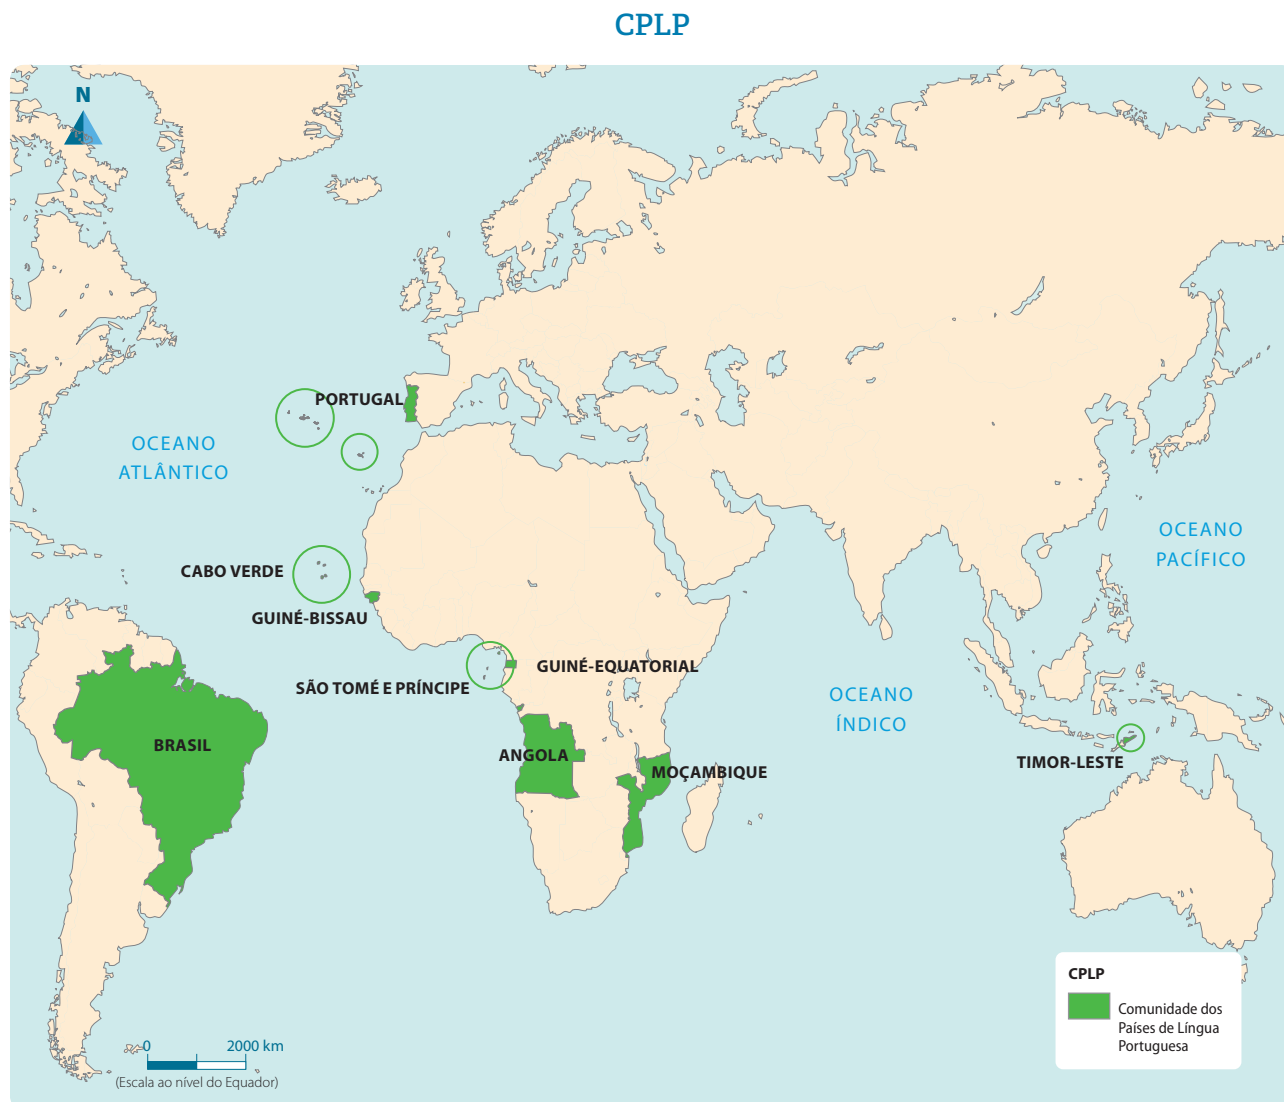 CPLP
N
PORTUGAL
OCEANO
ATLÂNTICO
OCEANO
PACÍFICO
CABO VERDE
GUINÉ-BISSAU
GUINÉ-EQUATORIAL
SÃO TOMÉ E PRÍNCIPE
OCEANO
ÍNDICO
BRASIL
ANGOLA
MOÇAMBIQUE
TIMOR-LESTE
CPLP
Comunidade dos
Países de Língua
Portuguesa
0 2000 km
(Escala ao nível do Equador)